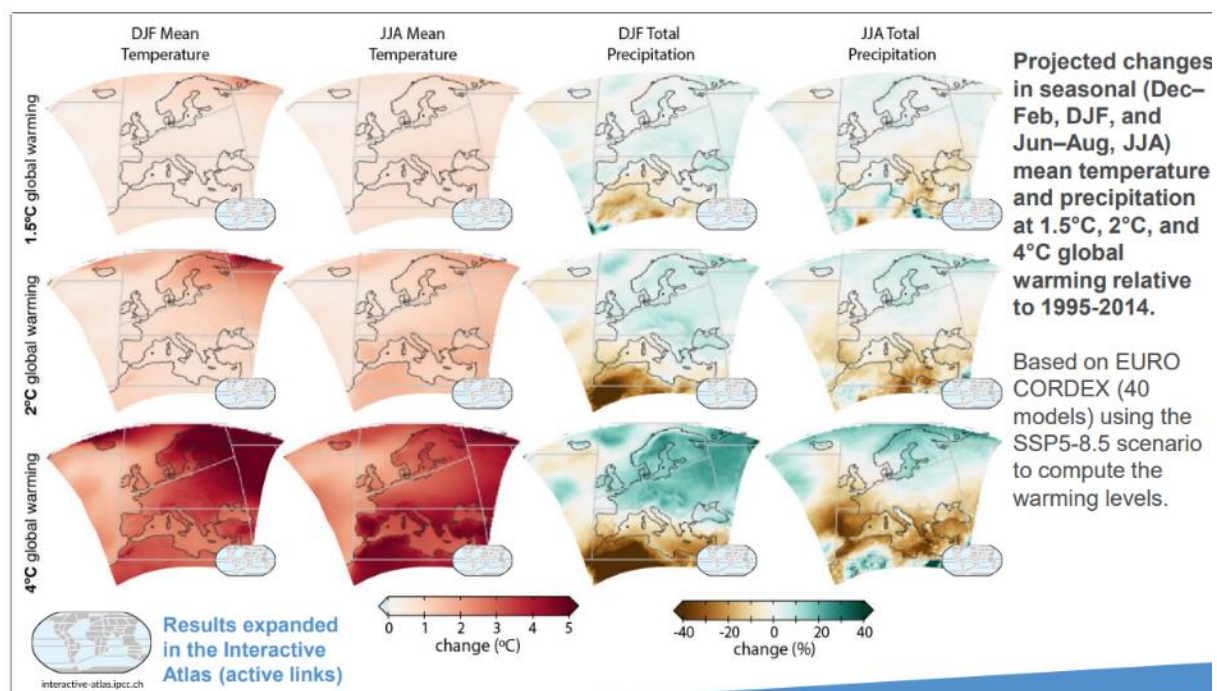 DJF Mean
Temperature
JJA Mean
Temperature
DJF Total
Precipitation
JJA Total
Precipitation
1.5ºC global warming
2ºC global warming
4ºC global warming
Projected changes
in seasonal (Dec–
Feb, DJF, and
Jun–Aug, JJA)
mean temperature
and precipitation
at 1.5°C, 2°C, and
4°C global
warming relative
to 1995-2014.
Based on EURO
CORDEX (40
models) using the
SSP5-8.5 scenario
to compute the
warming levels.
0 1 2 3 4 5
change (ºC)
-40 -20 0 20 40
change (%)
Results expanded
in the Interactive
Atlas (active links)
interactive-atlas.ipcc.ch